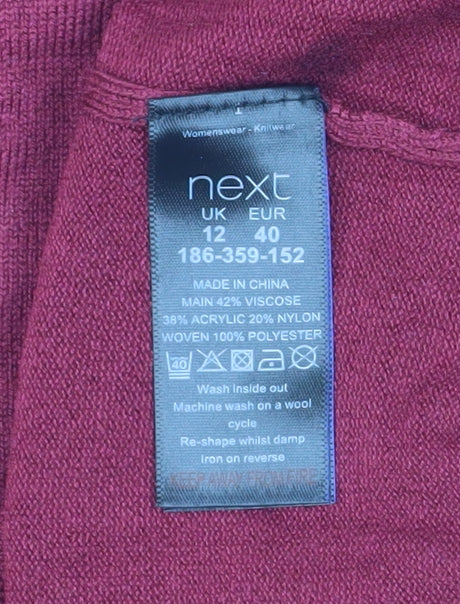 Womenswear - Knitwear
next
UK EUR
12 40
186-359-152
MADE IN CHINA
MAIN 42% VISCOSE
38% ACRYLIC 20% NYLON
WOVEN 100% POLYESTER
40
Wash inside out
Machine wash on a wool
cycle
Re-shape whilst damp
Iron on reverse
KEEP AWAY FROM FIRE